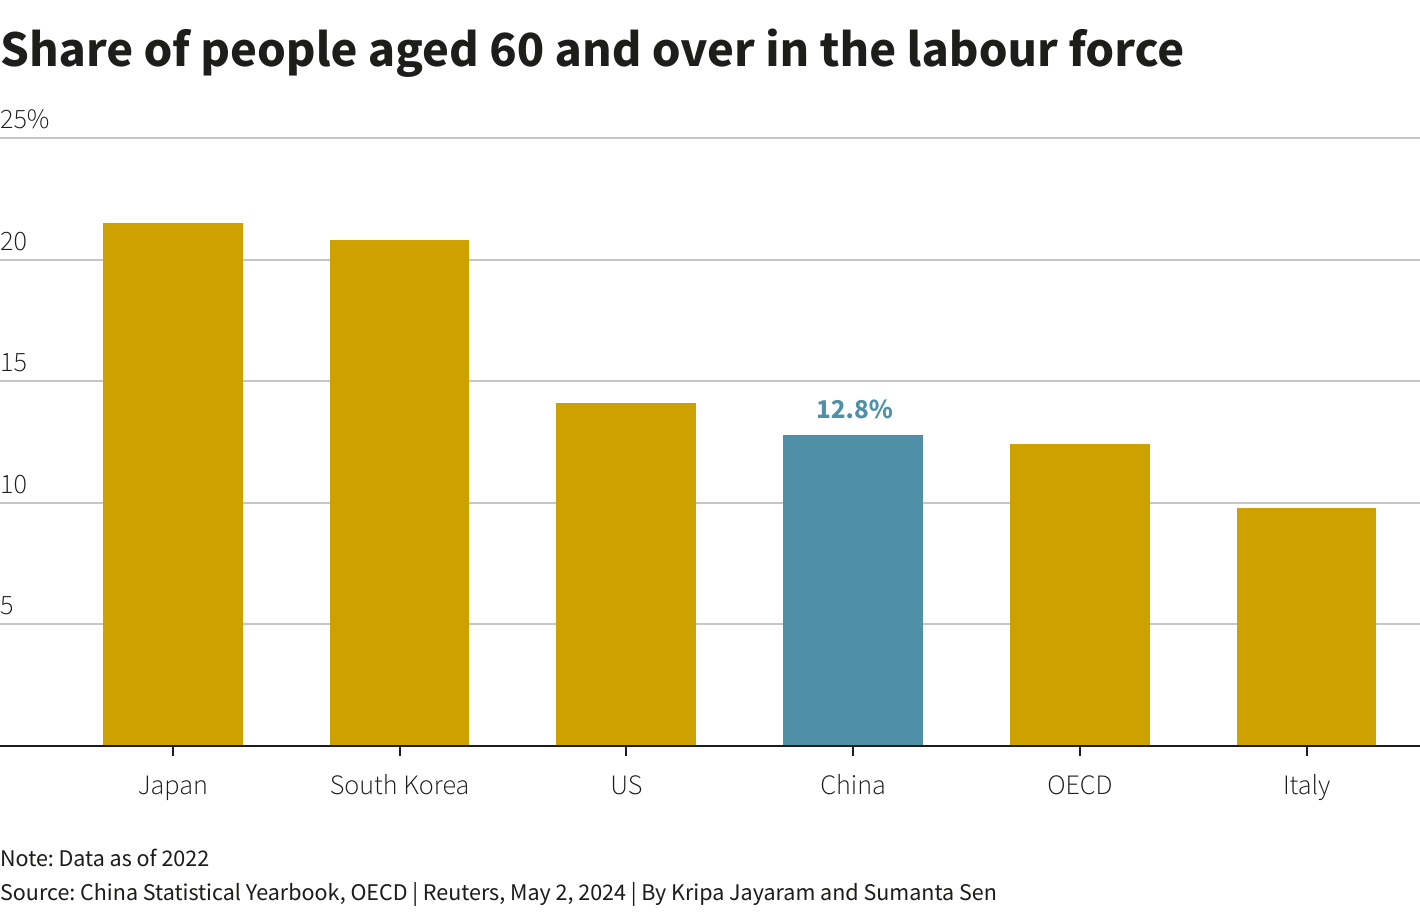 Share of people aged 60 and over in the labour force
25%
20
15
12.8%
10
5
Japan South Korea US China OECD Italy
Note: Data as of 2022
Source: China Statistical Yearbook, OECD | Reuters, May 2, 2024 | By Kripa Jayaram and Sumanta Sen